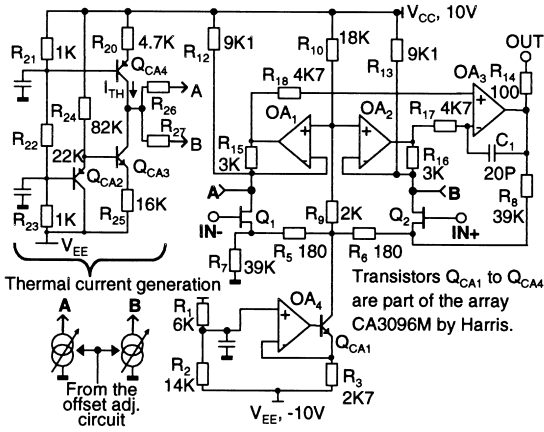 VCC, 10V
R21 1K
R20 4.7K
R12 9K1
R10 18K
R13 9K1
OUT
QCA4
ITH
R26 A
R18 4K7
OA3
R14 100
R24 82K
R27 B
OA1
OA2
R17 4K7
R22 22K
QCA2
QCA3
R15 3K
R16 3K
C1 20P
R8 39K
R23 1K
R25 16K
A
B
VEE
IN- Q1
R9 2K
Q2 IN+
R7 39K
R5 180
R6 180
Thermal current generation
Transistors QCA1 to QCA4
are part of the array
CA3096M by Harris.
A B
R1 6K
OA4
QCA1
From the
offset adj.
circuit
R2 14K
R3 2K7
VEE, -10V